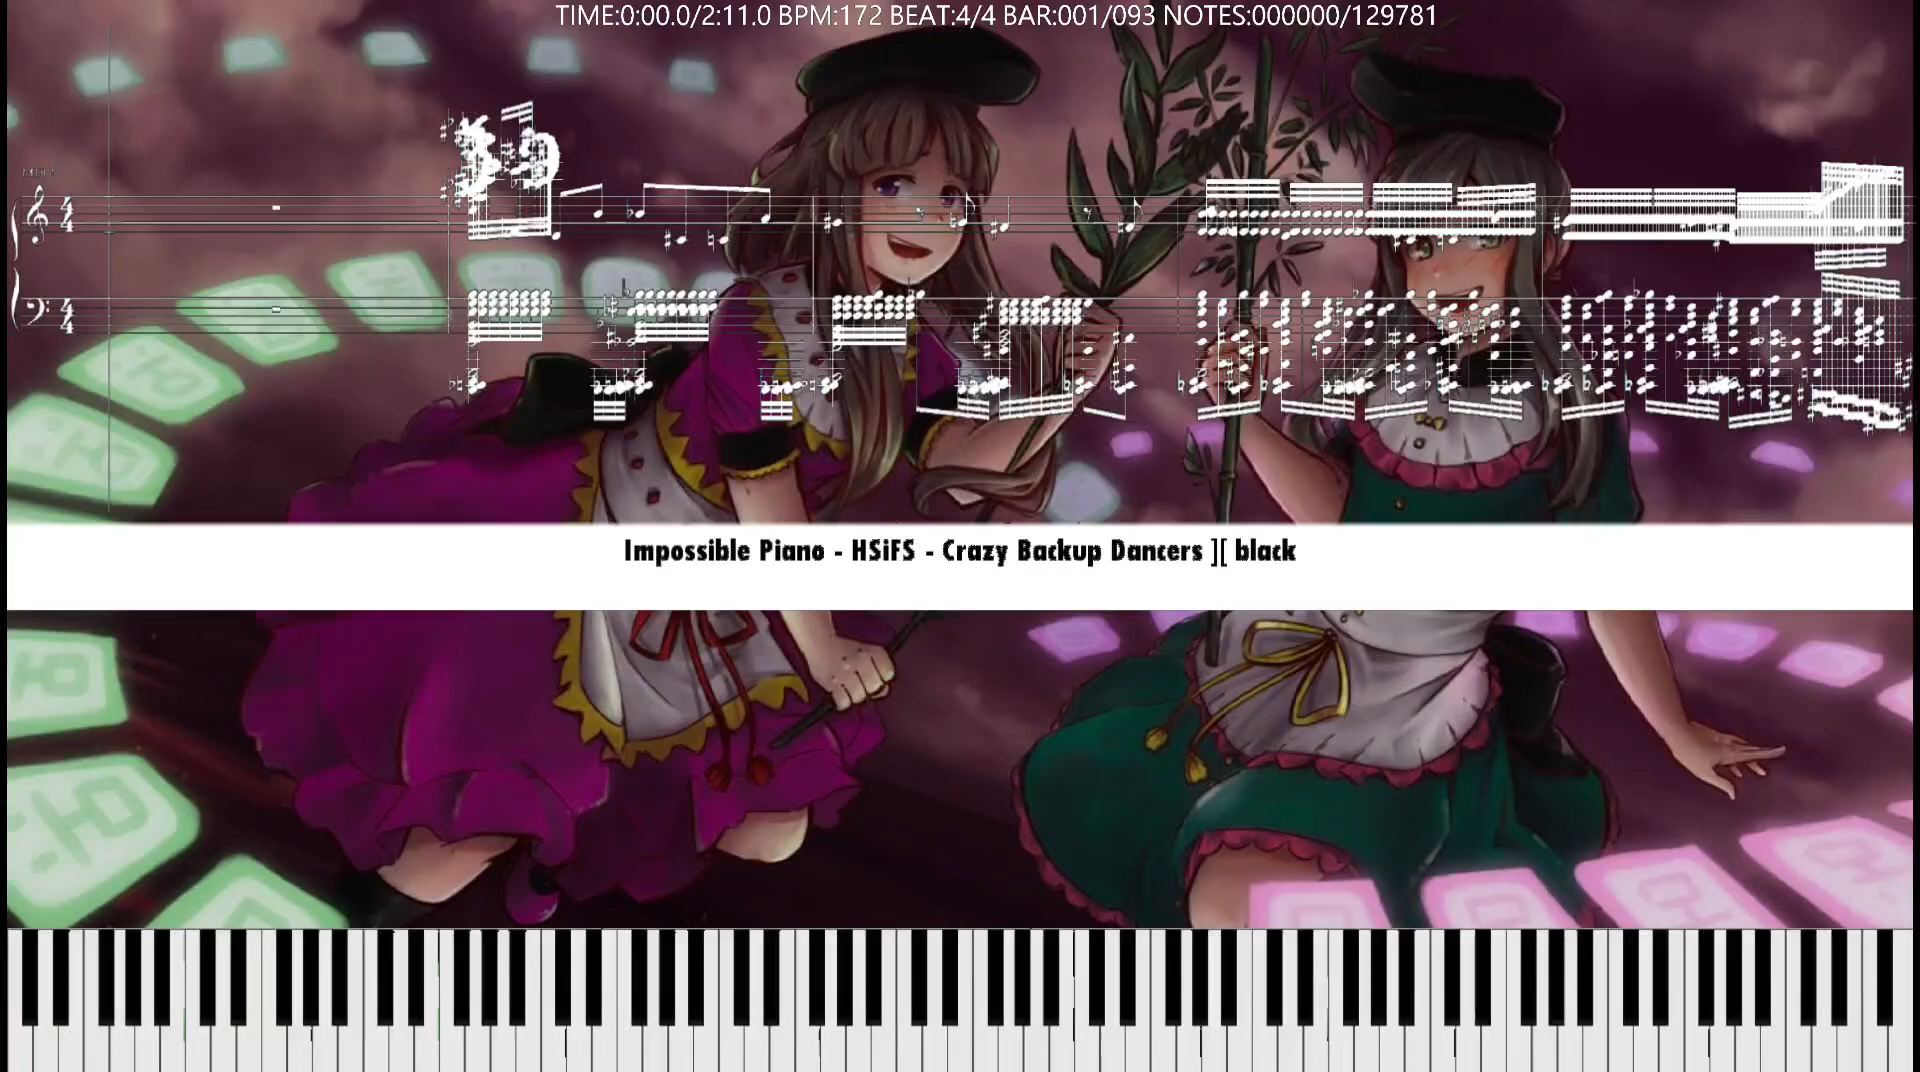 TIME:0:00.0/2:11.0 BPM:172 BEAT:4/4 BAR:001/093 NOTES:000000/129781
Impossible Piano - HSiFS - Crazy Backup Dancers ][ black